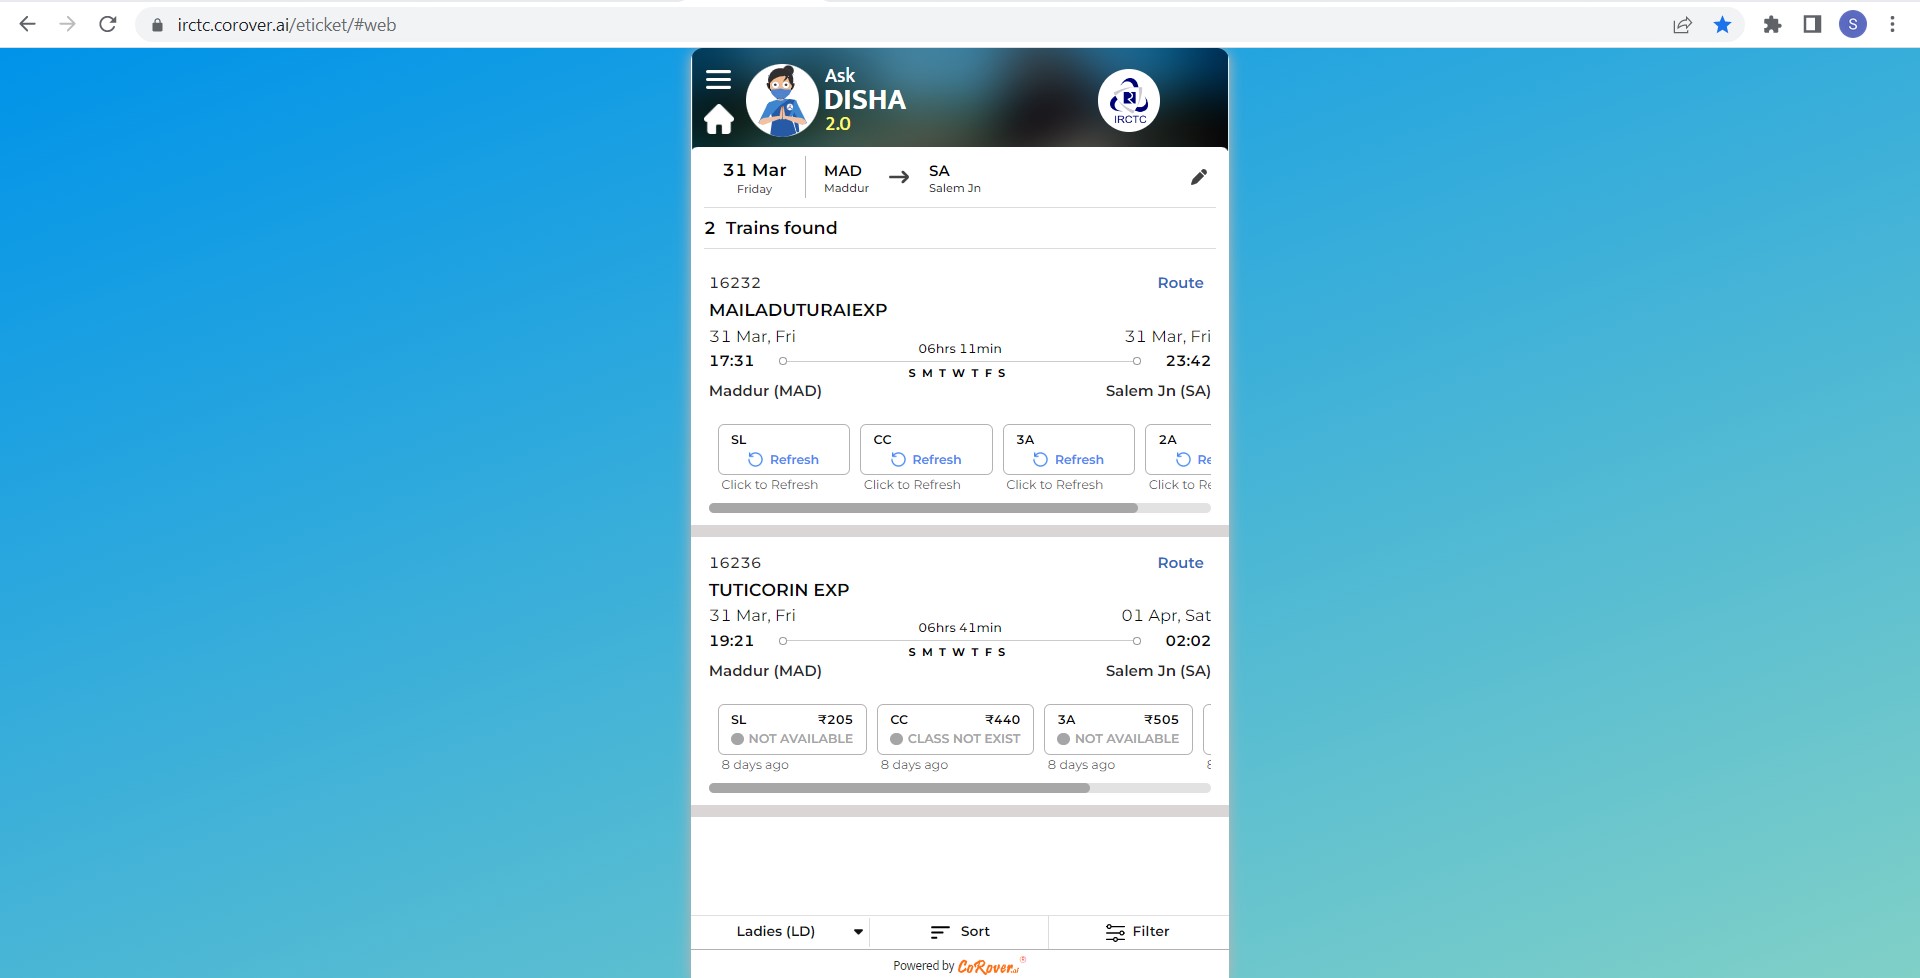 irctc.corover.ai/eticket/#web
S
Ask
DISHA
2.0
IRCTC
31 Mar
Friday
MAD
Maddur
SA
Salem Jn
2 Trains found
16232
Route
MAILADUTURAIEXP
31 Mar, Fri
06hrs 11min
31 Mar, Fri
17:31
23:42
S M T W T F S
Maddur (MAD)
Salem Jn (SA)
SL
CC
3A
2A
Refresh
Refresh
Refresh
Re
Click to Refresh
Click to Refresh
Click to Refresh
Click to Re
16236
Route
TUTICORIN EXP
31 Mar, Fri
06hrs 41min
01 Apr, Sat
19:21
02:02
S M T W T F S
Maddur (MAD)
Salem Jn (SA)
SL ₹205
CC ₹440
3A ₹505
NOT AVAILABLE
CLASS NOT EXIST
NOT AVAILABLE
8 days ago
8 days ago
8 days ago
8
Ladies (LD)
Sort
Filter
Powered by CoRover.ai®